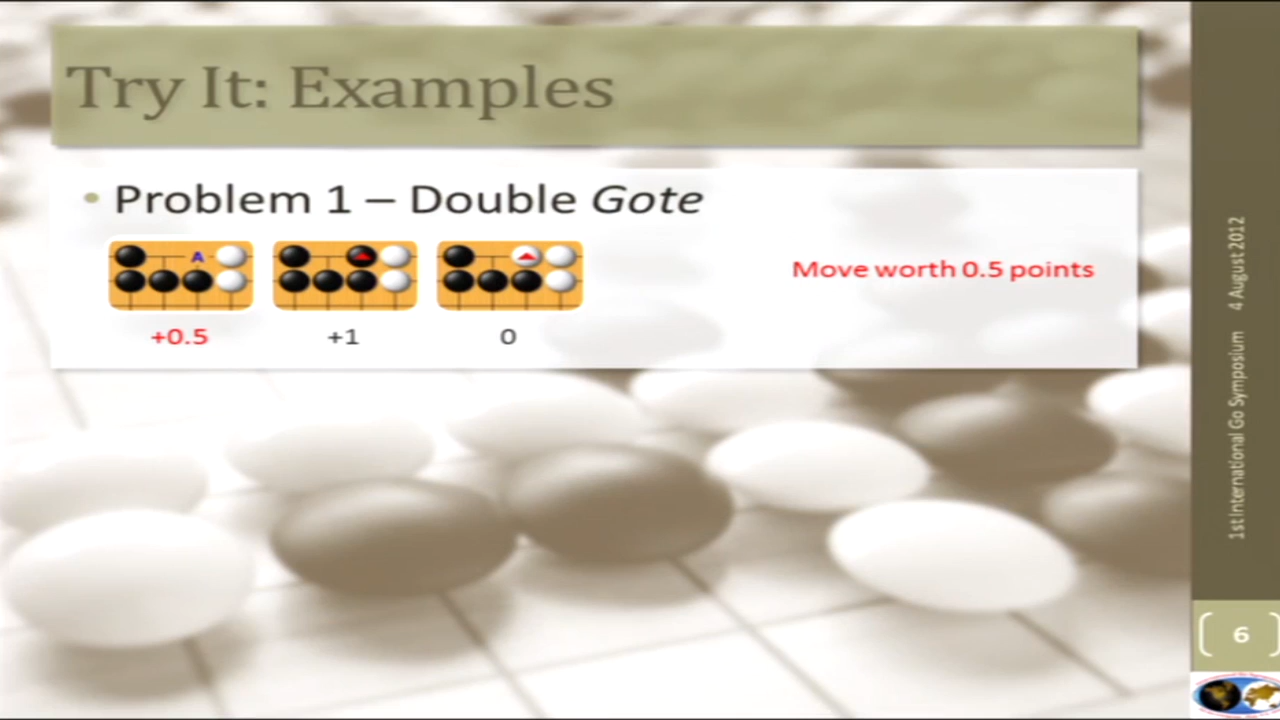 Try It: Examples
• Problem 1 – Double Gote
A
Move worth 0.5 points
+0.5 +1 0
1st International Go Symposium 4 August 2012
6